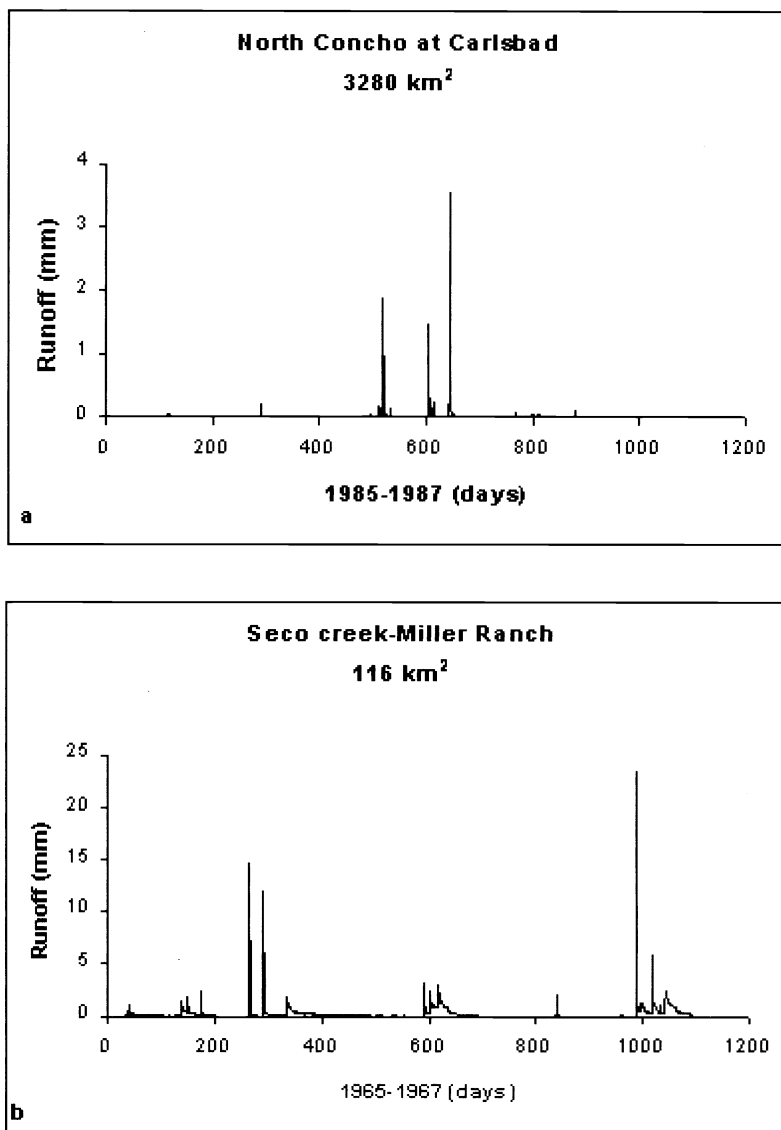 North Concho at Carlsbad
3280 km²
4
3
2
1
0
Runoff (mm)
0 200 400 600 800 1000 1200
1985-1987 (days)
a
Seco creek-Miller Ranch
116 km²
25
20
15
10
5
0
Runoff (mm)
0 200 400 600 800 1000 1200
1965-1967 (days)
b